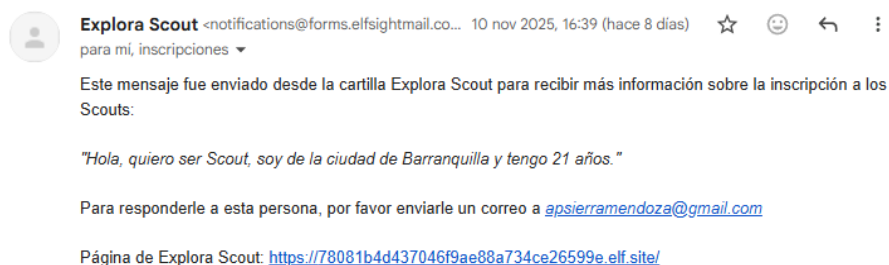 Explora Scout <notifications@forms.elfsightmail.co... 10 nov 2025, 16:39 (hace 8 días)
para mí, inscripciones
Este mensaje fue enviado desde la cartilla Explora Scout para recibir más información sobre la inscripción a los
Scouts:
"Hola, quiero ser Scout, soy de la ciudad de Barranquilla y tengo 21 años."
Para responderle a esta persona, por favor enviarle un correo a apsierramendoza@gmail.com
Página de Explora Scout: https://78081b4d437046f9ae88a734ce26599e.elf.site/